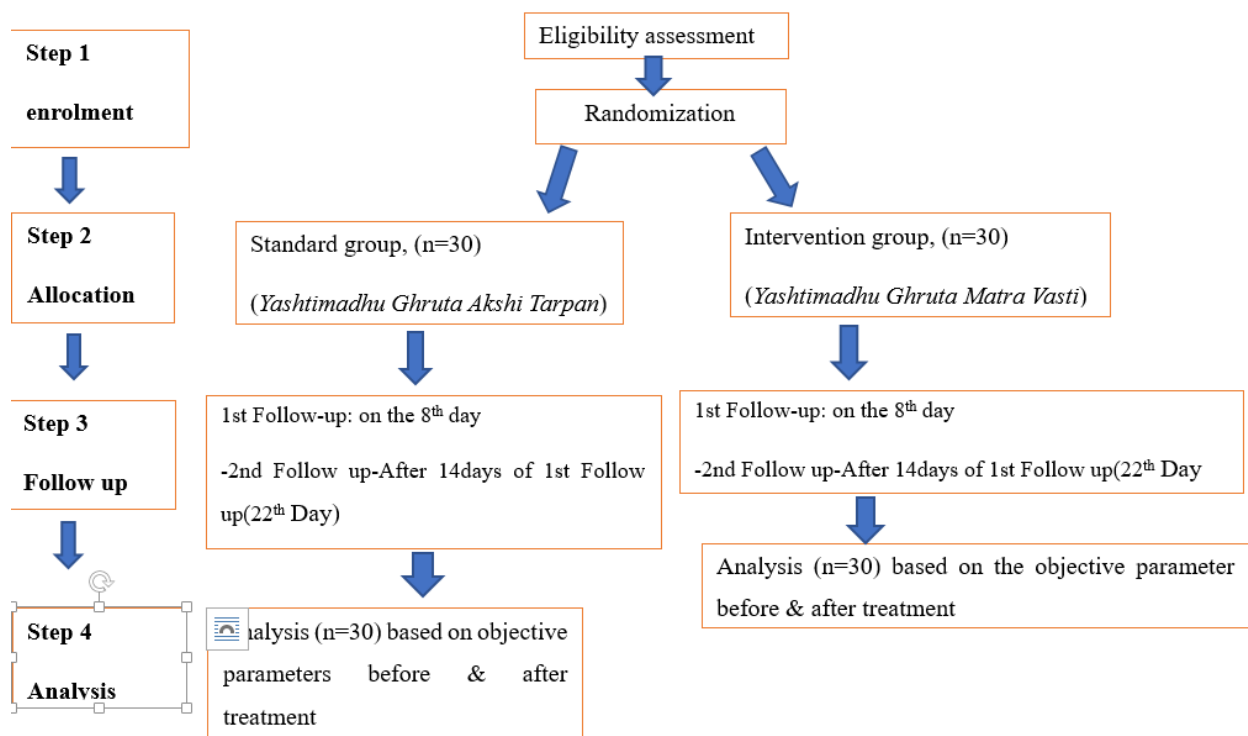 Step 1
enrolment
Eligibility assessment
Randomization
Step 2
Allocation
Standard group, (n=30)
(Yashtimadhu Ghruta Akshi Tarpan)
Intervention group, (n=30)
(Yashtimadhu Ghruta Matra Vasti)
Step 3
Follow up
1st Follow-up: on the 8th day
-2nd Follow up-After 14days of 1st Follow
up(22th Day)
1st Follow-up: on the 8th day
-2nd Follow up-After 14days of 1st Follow up(22th Day
Step 4
Analysis
nalysis (n=30) based on objective
parameters before & after
treatment
Analysis (n=30) based on the objective parameter
before & after treatment